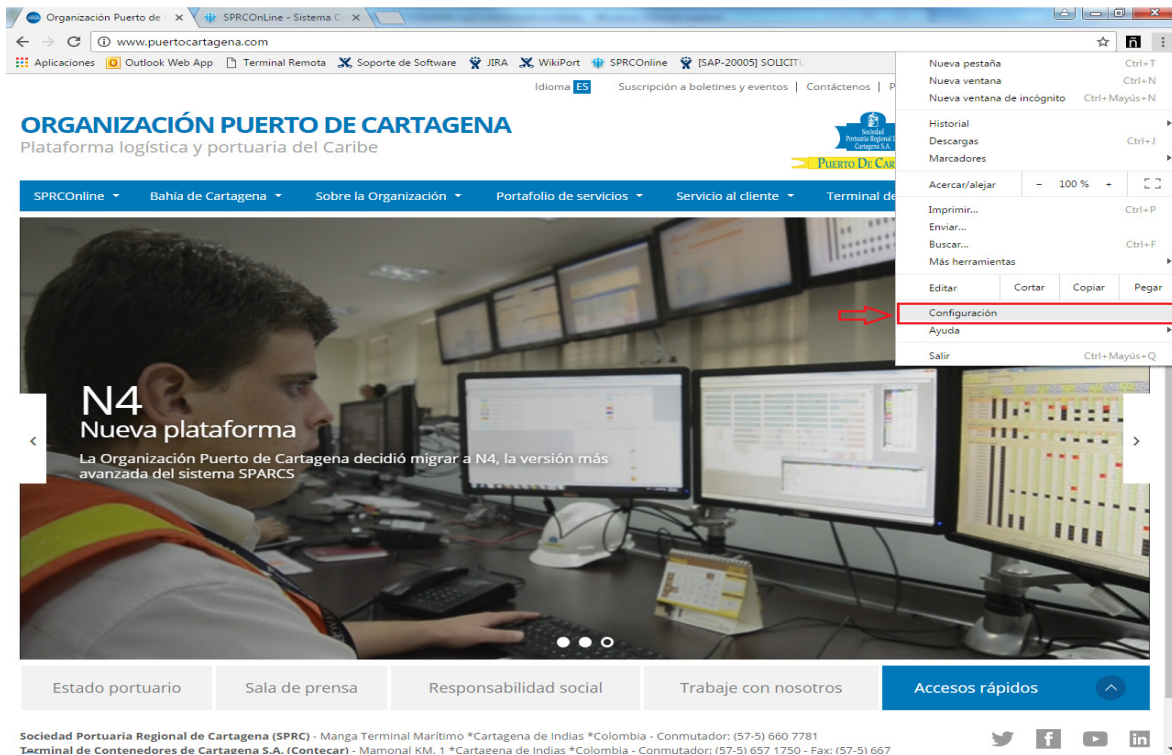 Organización Puerto de C
SPRCOnLine - Sistema C
www.puertocartagena.com
Aplicaciones Outlook Web App Terminal Remota Soporte de Software JIRA WikiPort SPRCOnline [SAP-20005] SOLICITU
Idioma ES Suscripción a boletines y eventos | Contáctenos | P
ORGANIZACIÓN PUERTO DE CARTAGENA
Plataforma logística y portuaria del Caribe
Sociedad
Portuaria Regional D
Cartagena S.A.
PUERTO DE CAR
SPRCOnline Bahía de Cartagena Sobre la Organización Portafolio de servicios Servicio al cliente Terminal de
Nueva pestaña Ctrl+T
Nueva ventana Ctrl+N
Nueva ventana de incógnito Ctrl+Mayús+N
Historial
Descargas Ctrl+J
Marcadores
Acercar/alejar - 100 % +
Imprimir... Ctrl+P
Enviar...
Buscar... Ctrl+F
Más herramientas
Editar Cortar Copiar Pegar
Configuración
Ayuda
Salir Ctrl+Mayús+Q
N4
Nueva plataforma
La Organización Puerto de Cartagena decidió migrar a N4, la versión más
avanzada del sistema SPARCS
Estado portuario Sala de prensa Responsabilidad social Trabaje con nosotros Accesos rápidos
Sociedad Portuaria Regional de Cartagena (SPRC) - Manga Terminal Marítimo *Cartagena de Indias *Colombia - Conmutador: (57-5) 660 7781
Terminal de Contenedores de Cartagena S.A. (Contecar) - Mamonal KM. 1 *Cartagena de Indias *Colombia - Conmutador: (57-5) 657 1750 - Fax: (57-5) 667